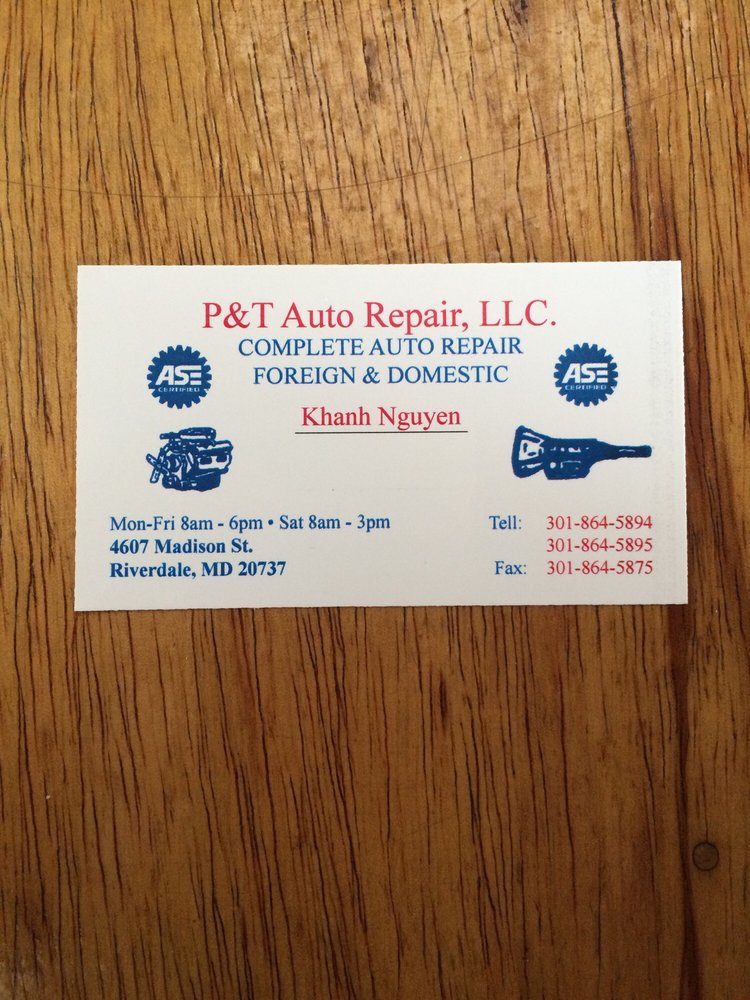 P&T Auto Repair, LLC.
COMPLETE AUTO REPAIR
FOREIGN & DOMESTIC
ASE
CERTIFIED
ASE
CERTIFIED
Khanh Nguyen
Mon-Fri 8am - 6pm • Sat 8am - 3pm
4607 Madison St.
Riverdale, MD 20737
Tell: 301-864-5894
301-864-5895
Fax: 301-864-5875